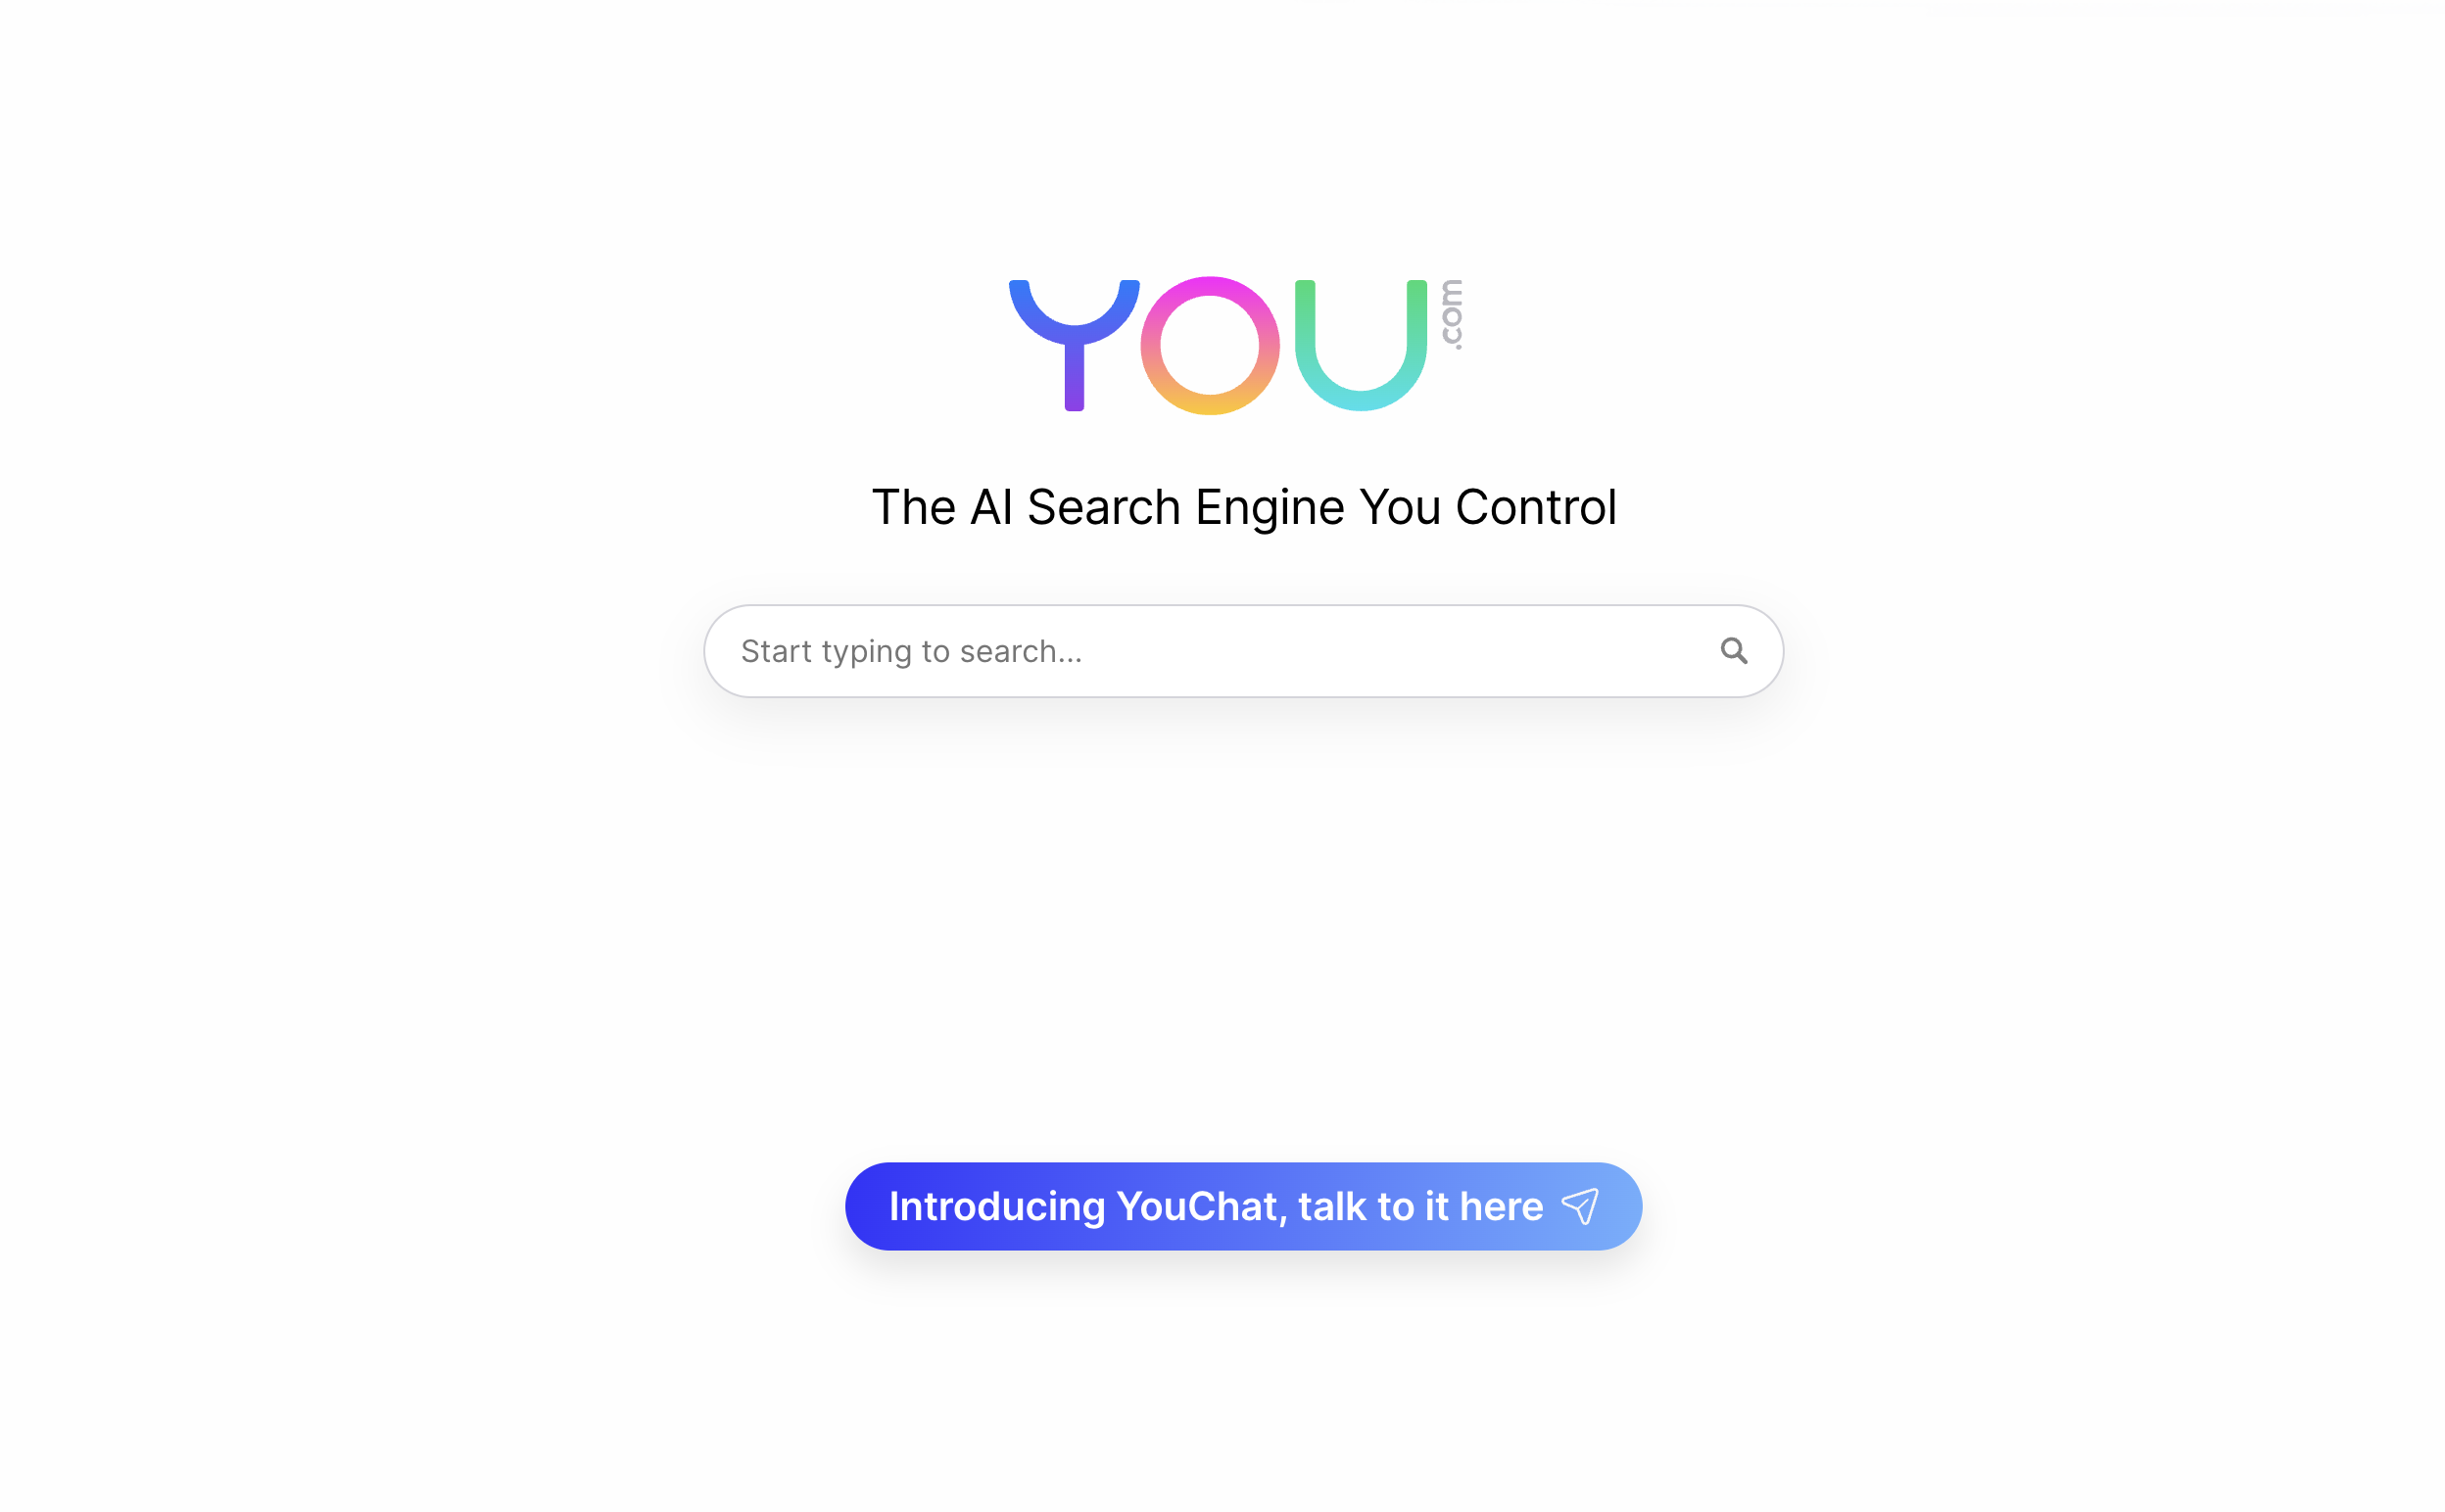 YOU.com
The AI Search Engine You Control
Start typing to search...
Introducing YouChat, talk to it here